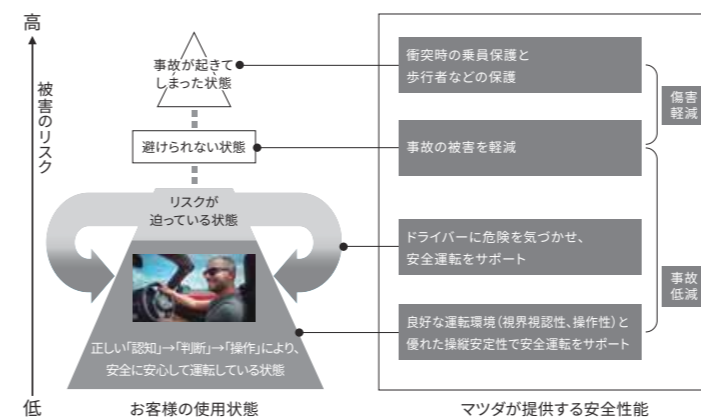 高
被害のリスク
低
事故が起きて
しまった状態
避けられない状態
リスクが
迫っている状態
正しい「認知」→「判断」→「操作」により、
安全に安心して運転している状態
お客様の使用状態
衝突時の乗員保護と
歩行者などの保護
事故の被害を軽減
ドライバーに危険を気づかせ、
安全運転をサポート
良好な運転環境（視界視認性、操作性）と
優れた操縦安定性で安全運転をサポート
傷害
軽減
事故
低減
マツダが提供する安全性能